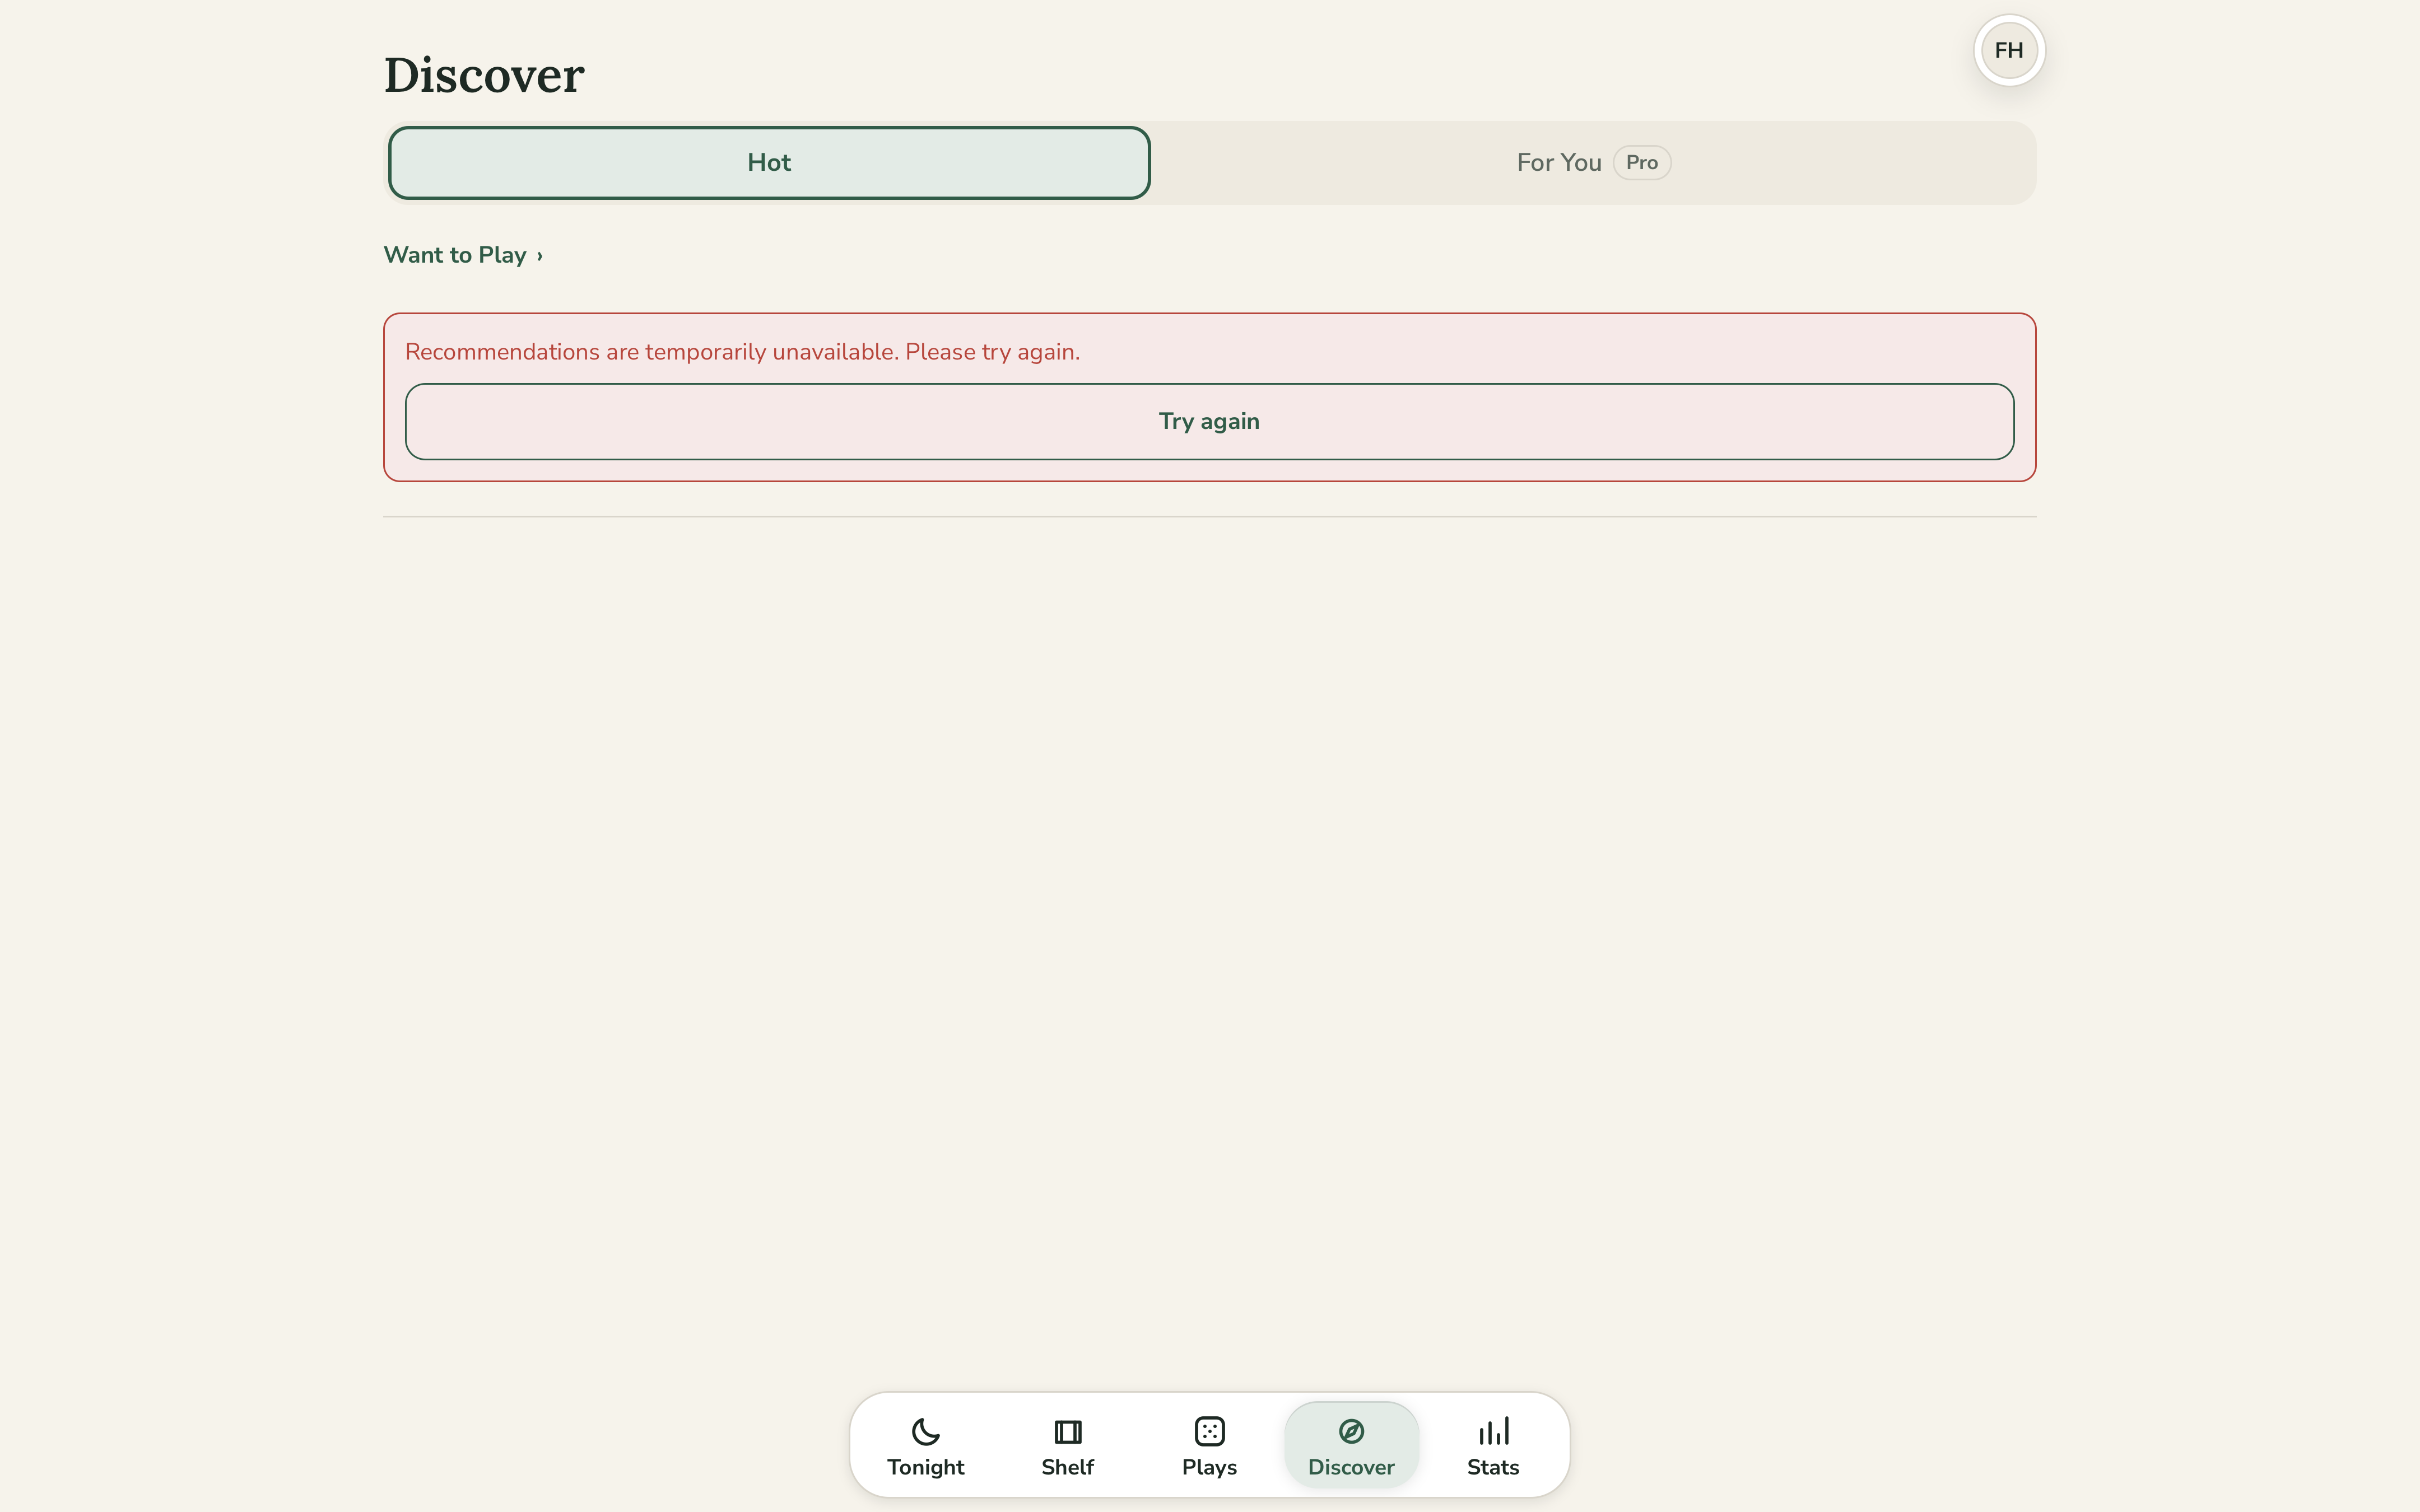 Discover
FH
Hot
For You Pro
Want to Play ›
Recommendations are temporarily unavailable. Please try again.
Try again
Tonight
Shelf
Plays
Discover
Stats